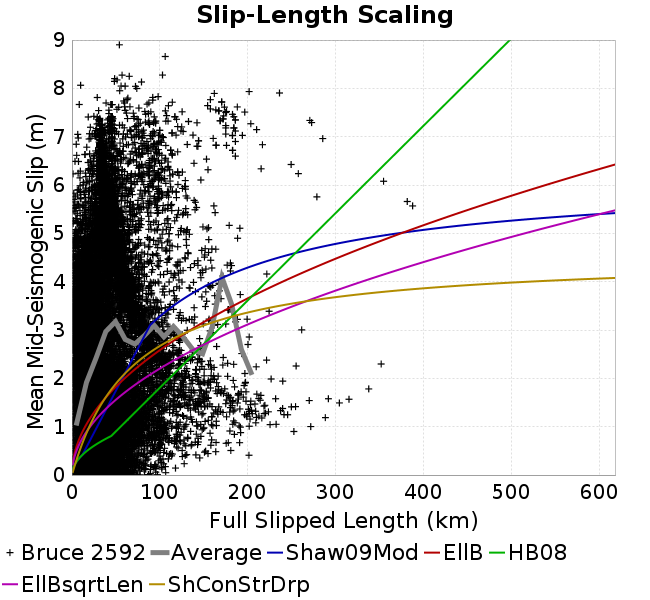 Slip-Length Scaling
Mean Mid-Seismogenic Slip (m)
9
8
7
6
5
4
3
2
1
0
0 100 200 300 400 500 600
Full Slipped Length (km)
Bruce 2592 Average Shaw09Mod EllB HB08
EllBsqrtLen ShConStrDrp